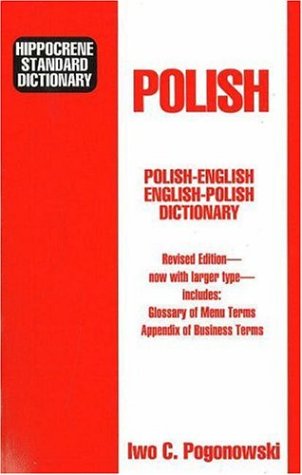 HIPPOCRENE
STANDARD
DICTIONARY
POLISH
POLISH-ENGLISH
ENGLISH-POLISH
DICTIONARY
Revised Edition—
now with larger type—
includes:
Glossary of Menu Terms
Appendix of Business Terms
Iwo C. Pogonowski